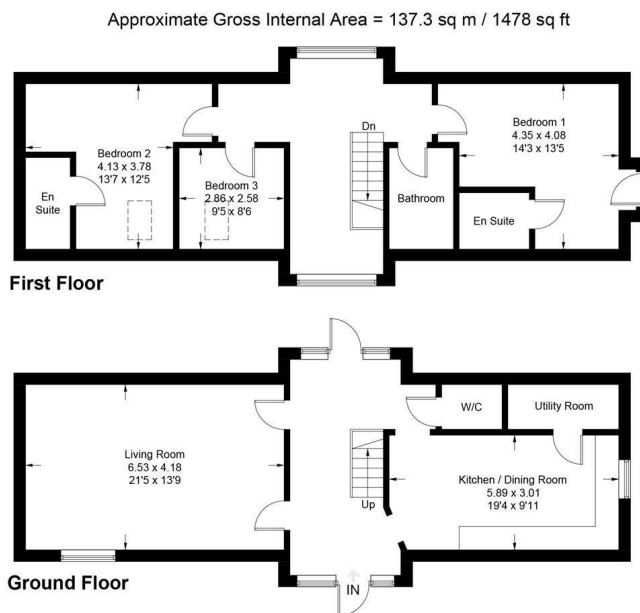 Approximate Gross Internal Area = 137.3 sq m / 1478 sq ft
Dn
Bedroom 1
4.35 x 4.08
14'3 x 13'5
Bedroom 2
4.13 x 3.78
13'7 x 12'5
Bedroom 3
2.86 x 2.58
9'5 x 8'6
En
Suite
Bathroom
En Suite
First Floor
W/C
Utility Room
Living Room
6.53 x 4.18
21'5 x 13'9
Kitchen / Dining Room
5.89 x 3.01
19'4 x 9'11
Up
Ground Floor
IN